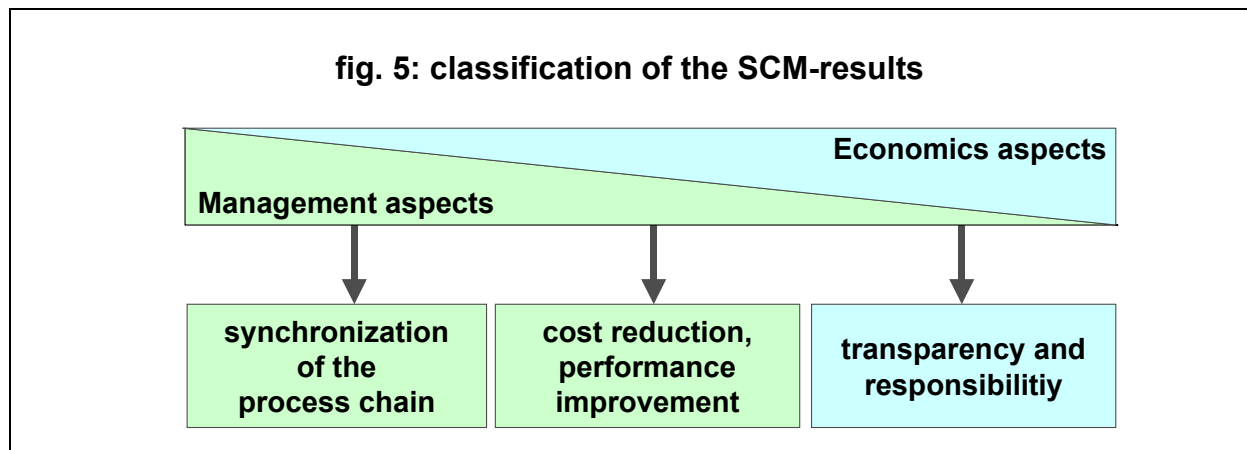 fig. 5: classification of the SCM-results
Economics aspects
Management aspects
synchronization
of the
process chain
cost reduction,
performance
improvement
transparency and
responsibilitiy